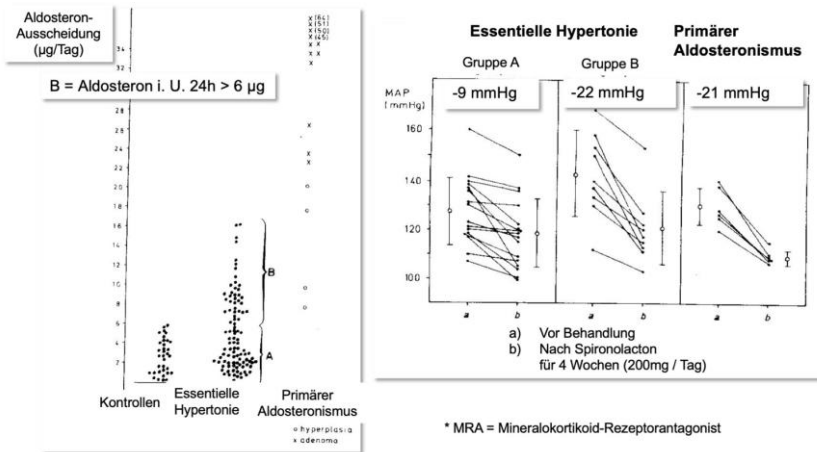 Aldosteron-
Ausscheidung
(µg/Tag)
B = Aldosteron i. U. 24h > 6 µg
x(64)
x(51)
x(50)
x(45)
34
32
28
26
24
22
20
18
16
14
12
10
8
6
4
2
B
A
Kontrollen
Essentielle
Hypertonie
Primärer
Aldosteronismus
o hyperplasia
x adenoma
Essentielle Hypertonie
Primärer
Aldosteronismus
Gruppe A
Gruppe B
MAP
(mmHg)
-9 mmHg
-22 mmHg
-21 mmHg
160
140
120
100
a b a b a b
a) Vor Behandlung
b) Nach Spironolacton
für 4 Wochen (200mg / Tag)
* MRA = Mineralokortikoid-Rezeptorantagonist